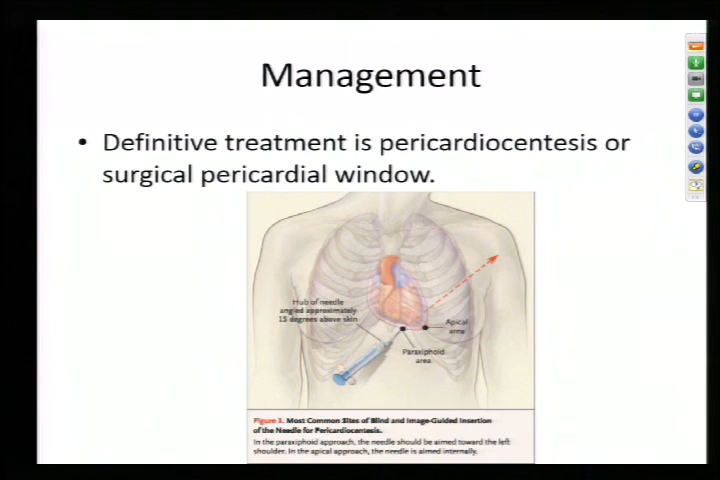 Management
• Definitive treatment is pericardiocentesis or
surgical pericardial window.
Hub of needle
angled approximately
15 degrees above skin
Apical
area
Paraxiphoid
area
Figure 3. Most Common Sites of Blind and Image-Guided Insertion
of the Needle for Pericardiocentesis.
In the paraxiphoid approach, the needle should be aimed toward the left
shoulder. In the apical approach, the needle is aimed internally.